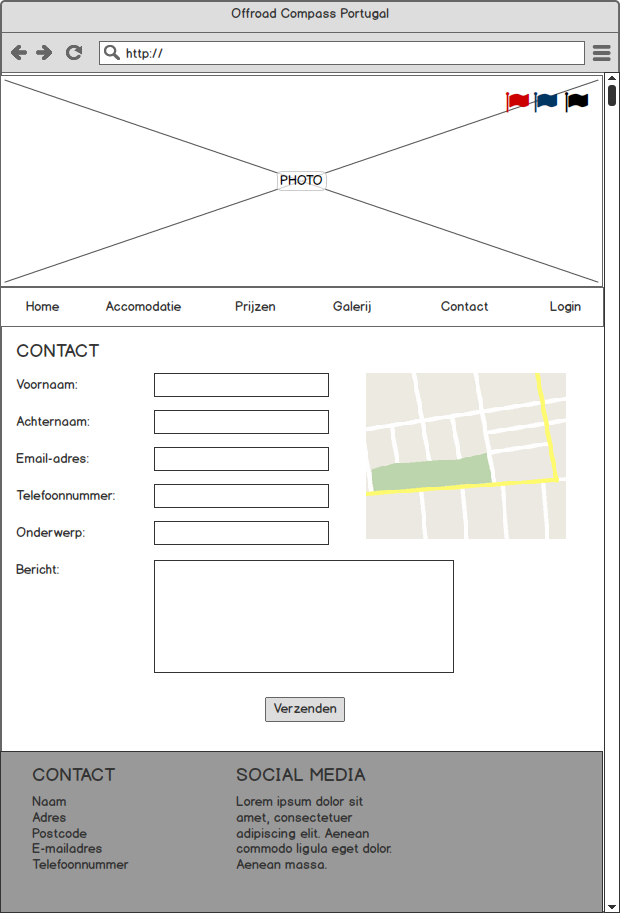 Offroad Compass Portugal
http://
PHOTO
Home Accomodatie Prijzen Galerij Contact Login
CONTACT
Voornaam:
Achternaam:
Email-adres:
Telefoonnummer:
Onderwerp:
Bericht:
Verzenden
CONTACT
Naam
Adres
Postcode
E-mailadres
Telefoonnummer
SOCIAL MEDIA
Lorem ipsum dolor sit
amet, consectetuer
adipiscing elit. Aenean
commodo ligula eget dolor.
Aenean massa.